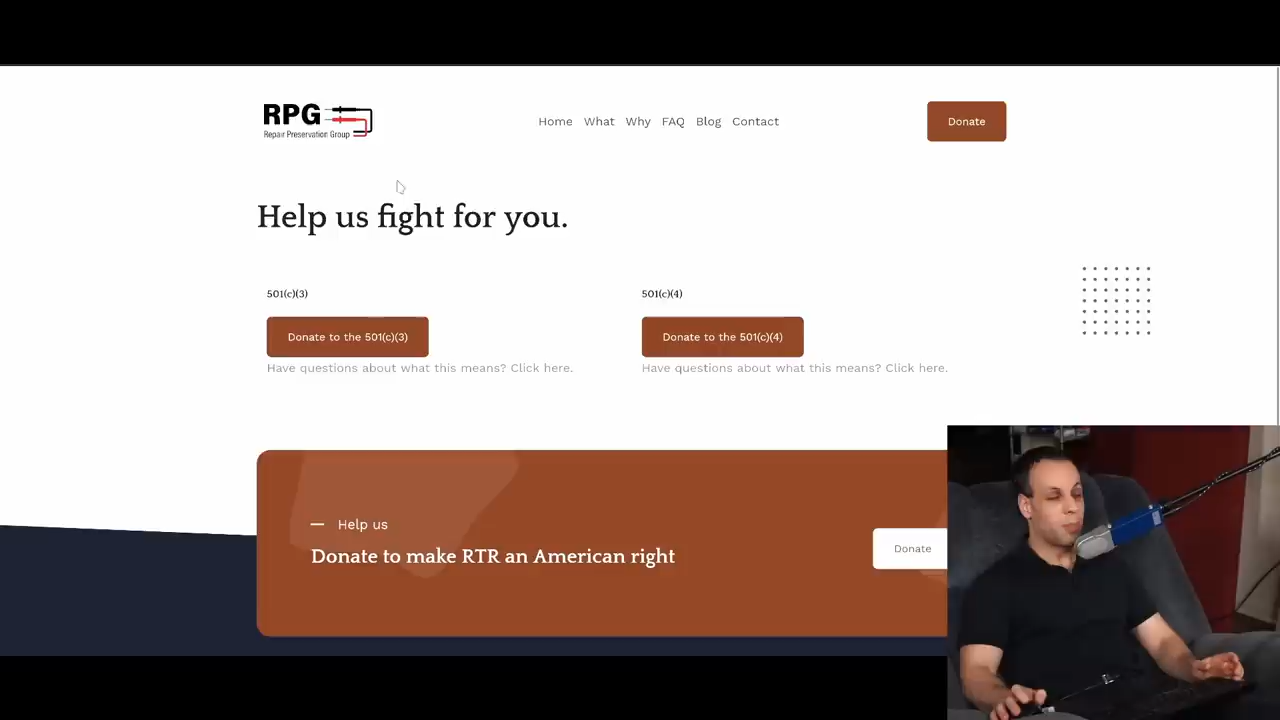 RPG
Repair Preservation Group
Home What Why FAQ Blog Contact
Donate
Help us fight for you.
501(c)(3)
501(c)(4)
Donate to the 501(c)(3)
Donate to the 501(c)(4)
Have questions about what this means? Click here.
Have questions about what this means? Click here.
Help us
Donate to make RTR an American right
Donate